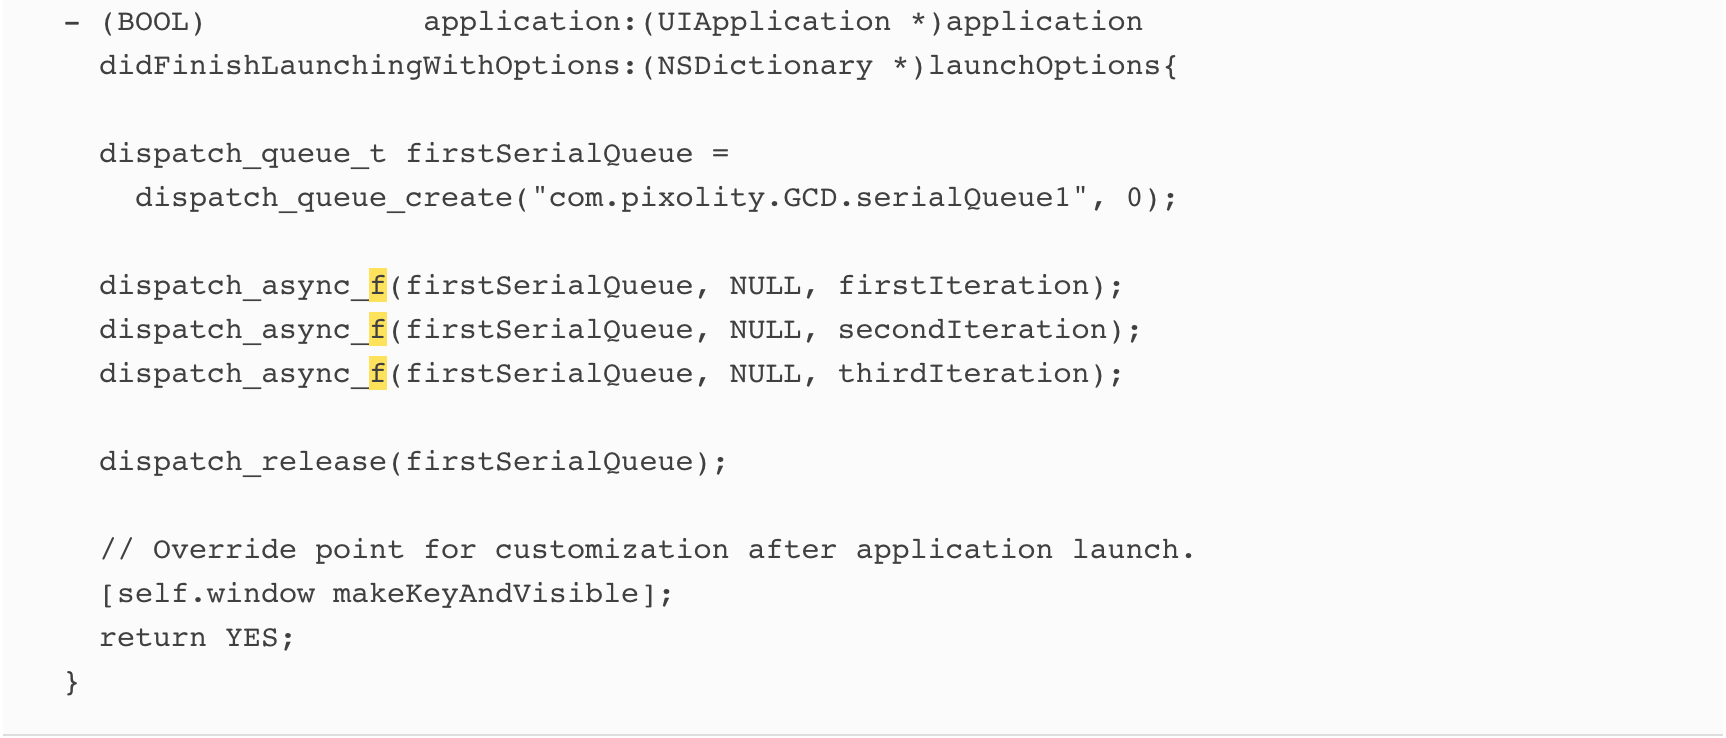 - (BOOL)            application:(UIApplication *)application
  didFinishLaunchingWithOptions:(NSDictionary *)launchOptions{

  dispatch_queue_t firstSerialQueue =
    dispatch_queue_create("com.pixolity.GCD.serialQueue1", 0);

  dispatch_async_f(firstSerialQueue, NULL, firstIteration);
  dispatch_async_f(firstSerialQueue, NULL, secondIteration);
  dispatch_async_f(firstSerialQueue, NULL, thirdIteration);

  dispatch_release(firstSerialQueue);

  // Override point for customization after application launch.
  [self.window makeKeyAndVisible];
  return YES;
}